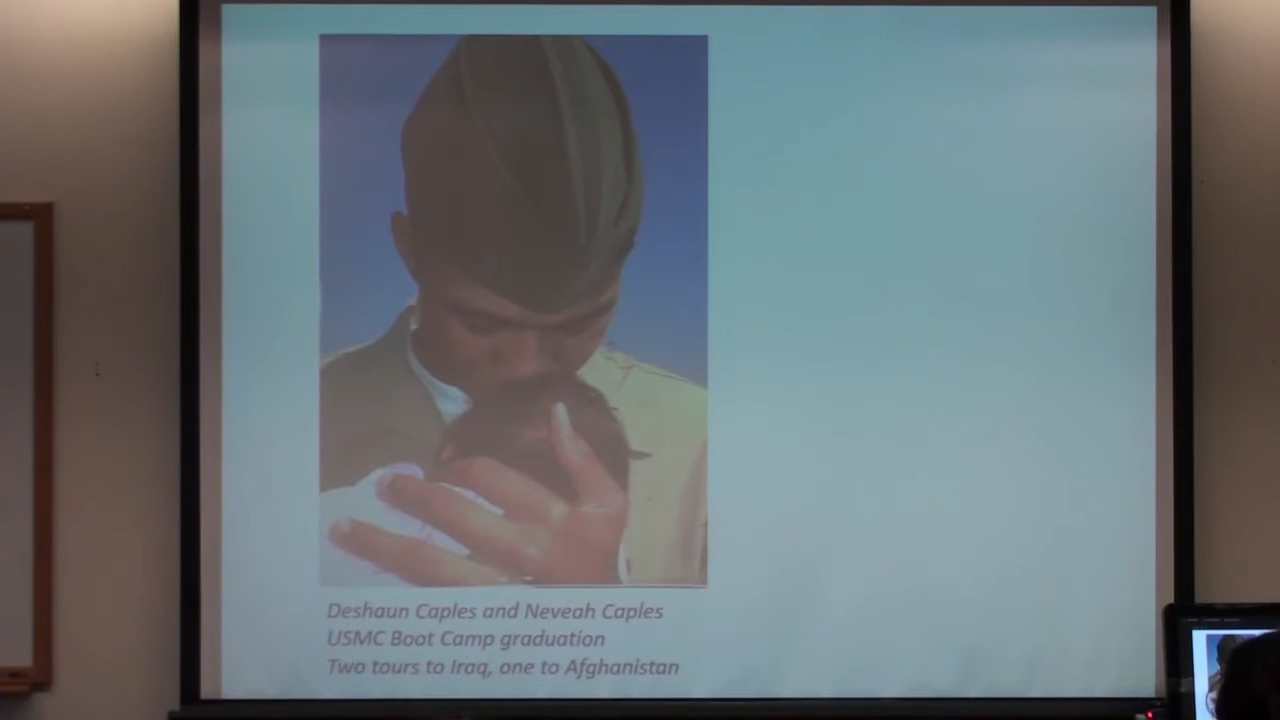 Deshaun Caples and Neveah Caples
USMC Boot Camp graduation
Two tours to Iraq, one to Afghanistan